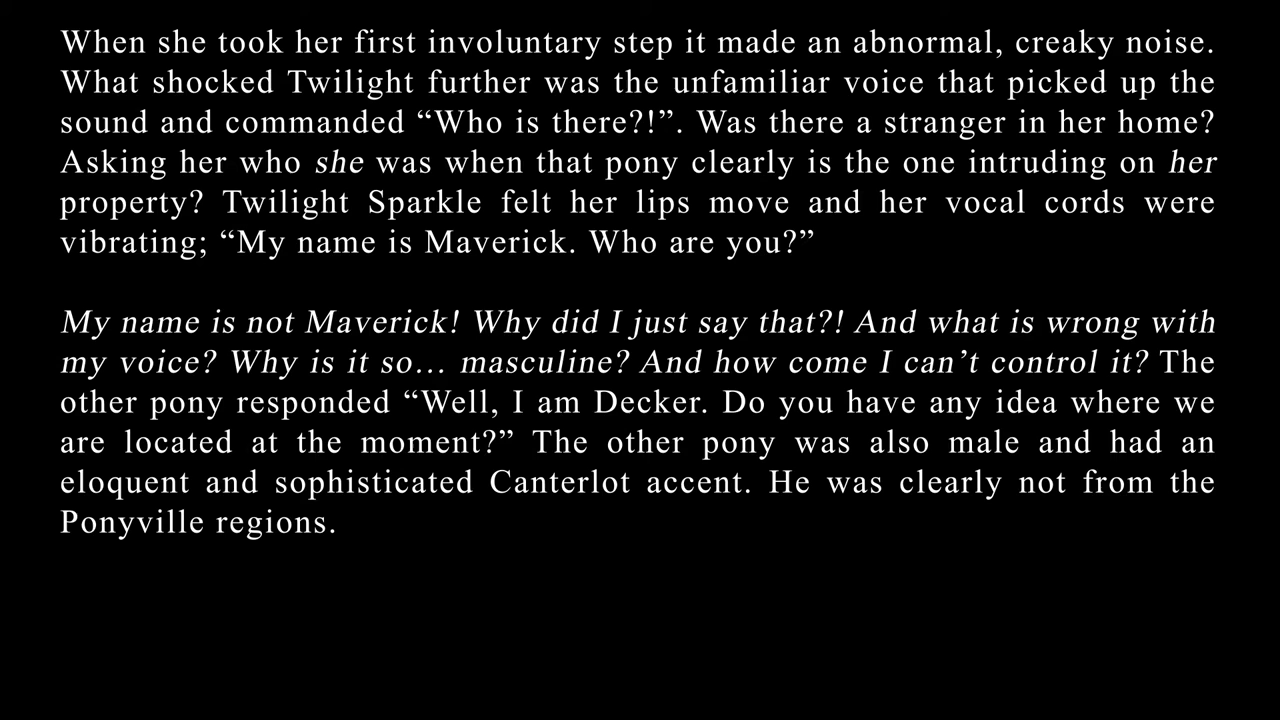 When she took her first involuntary step it made an abnormal, creaky noise.
What shocked Twilight further was the unfamiliar voice that picked up the
sound and commanded “Who is there?!”. Was there a stranger in her home?
Asking her who she was when that pony clearly is the one intruding on her
property? Twilight Sparkle felt her lips move and her vocal cords were
vibrating; “My name is Maverick. Who are you?”
My name is not Maverick! Why did I just say that?! And what is wrong with
my voice? Why is it so… masculine? And how come I can’t control it? The
other pony responded “Well, I am Decker. Do you have any idea where we
are located at the moment?” The other pony was also male and had an
eloquent and sophisticated Canterlot accent. He was clearly not from the
Ponyville regions.